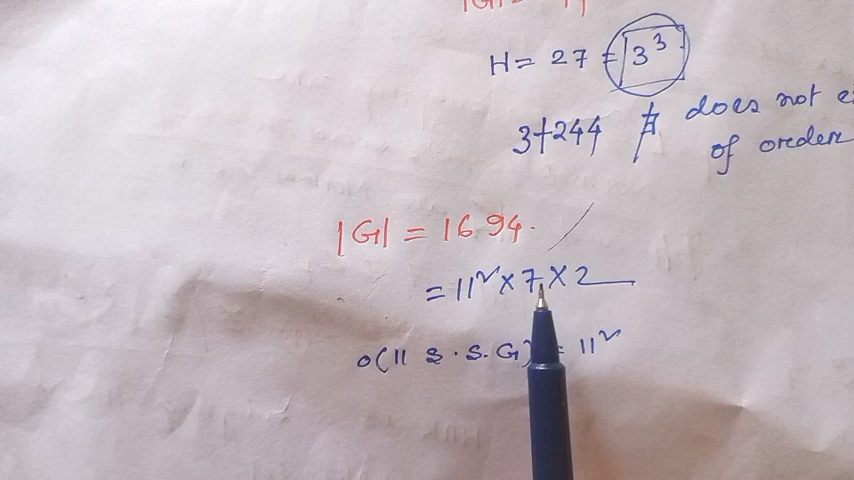 H = 27 = 3³
3 ∤ 244 ∄ does not
of order
|G| = 1694.
= 11² × 7 × 2
o(11 S.S.G) = 11²